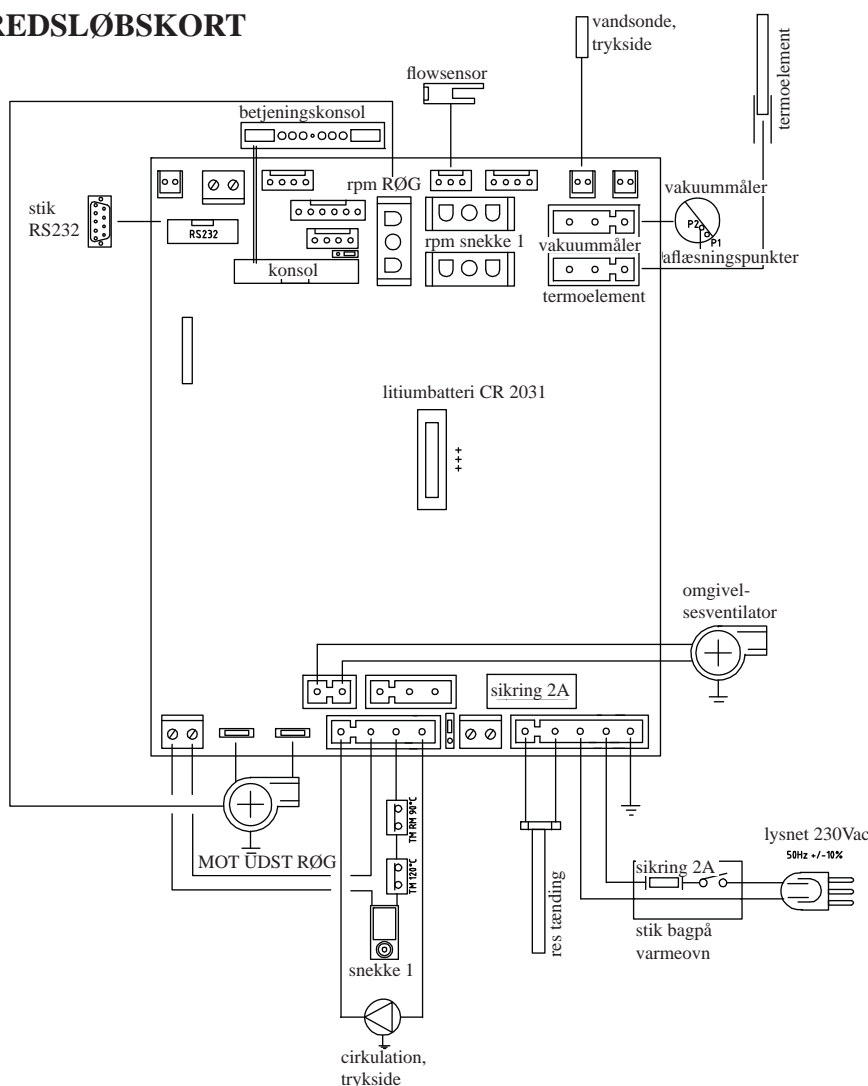 REDSLØBSKORT
vandsonde,
trykside
flowsensor
termoelement
betjeningskonsol
rpm RØG
vakuummåler
stik
RS232
RS232
rpm snekke 1
vakuummåler
P2
P1
aflæsningspunkter
konsol
termoelement
litiumbatteri CR 2031
+++
omgivel-
sesventilator
sikring 2A
TM RM 90°C
MOT UDST RØG
TM 120°C
lysnet 230Vac
50Hz +/-10%
sikring 2A
res tænding
stik bagpå
varmeovn
snekke 1
cirkulation,
trykside